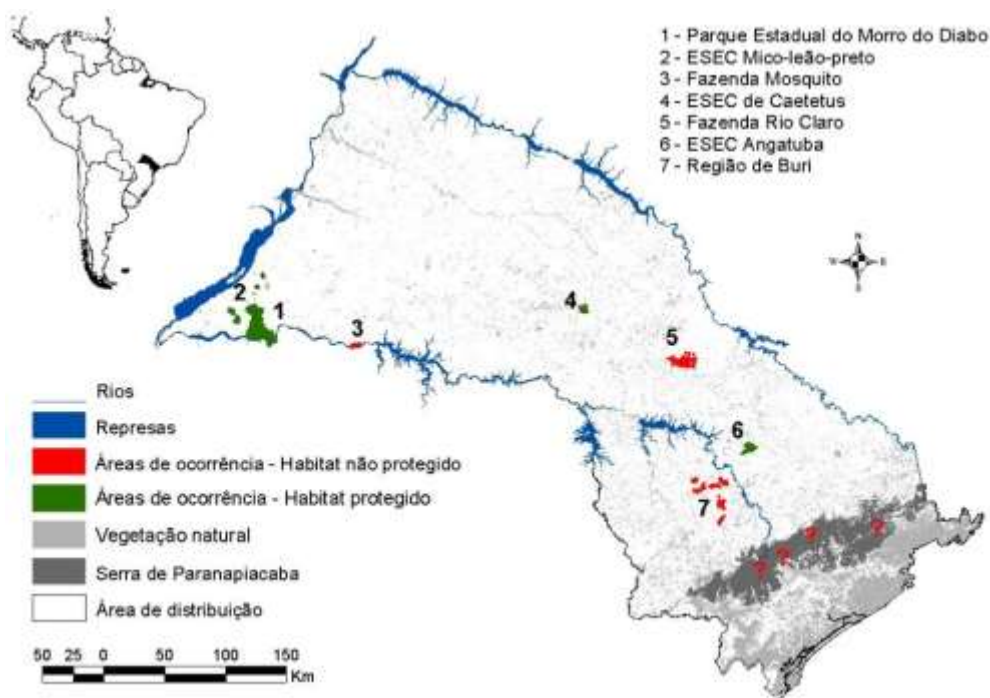 1 - Parque Estadual do Morro do Diabo
2 - ESEC Mico-leão-preto
3 - Fazenda Mosquito
4 - ESEC de Caetetus
5 - Fazenda Rio Claro
6 - ESEC Angatuba
7 - Região de Buri
N
W E
S
2
1
3
4
5
6
7
? ? ? ?
Rios
Represas
Áreas de ocorrência - Habitat não protegido
Áreas de ocorrência - Habitat protegido
Vegetação natural
Serra de Paranapiacaba
Área de distribuição
50 25 0 50 100 150
Km